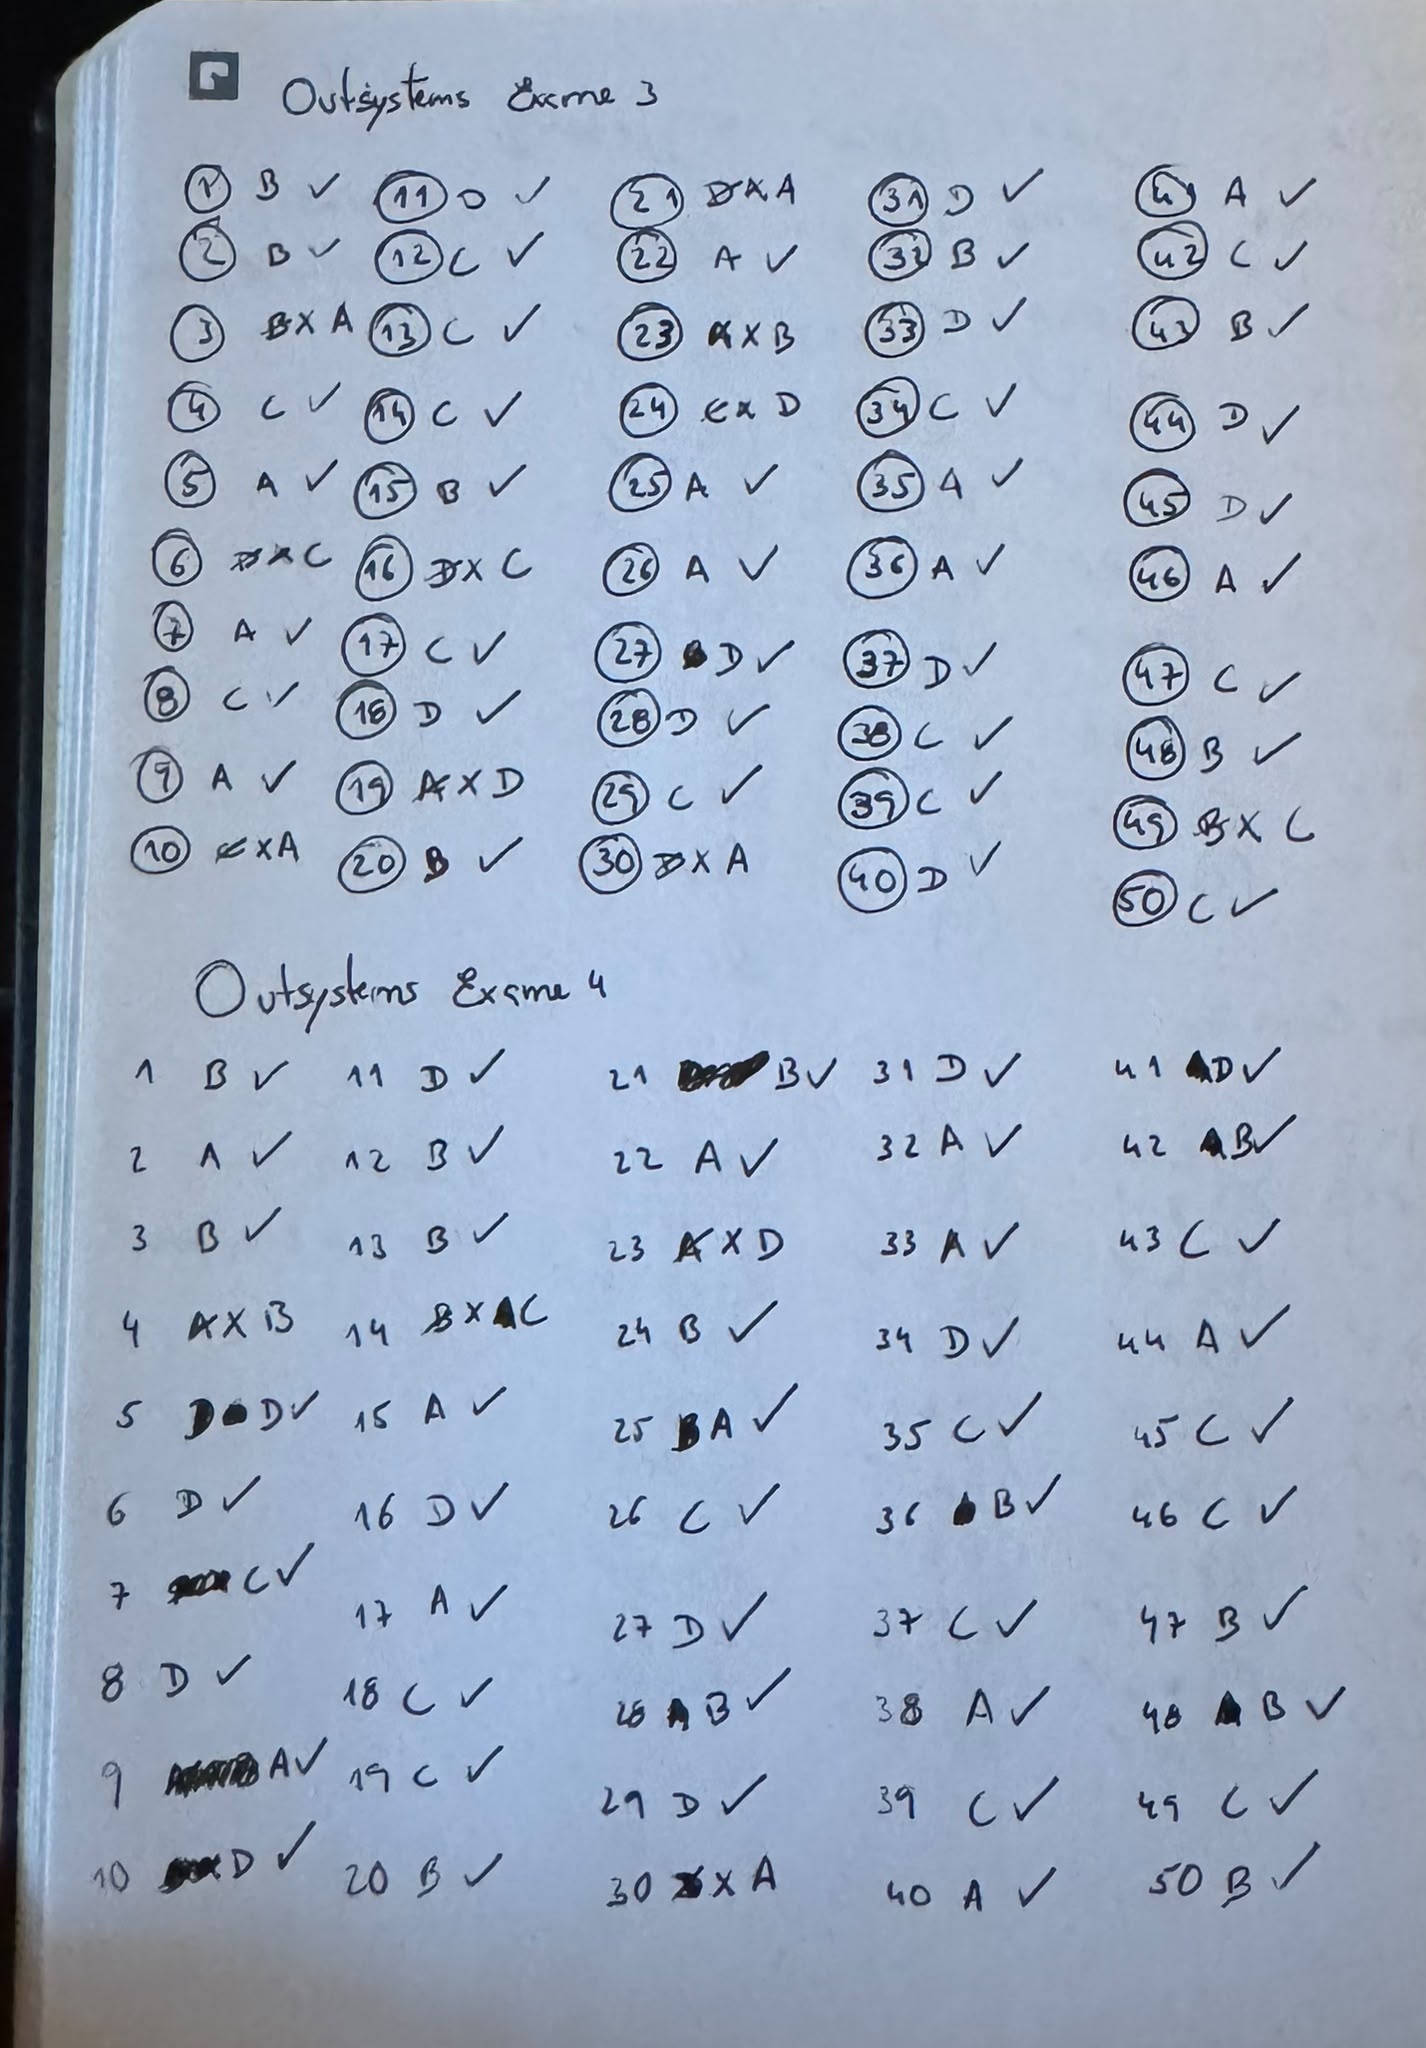 Outsystems Exame 3
1 B ✓ 11 D ✓ 21 D X A 31 D ✓ 41 A ✓
2 B ✓ 12 C ✓ 22 A ✓ 32 B ✓ 42 C ✓
3 B X A 13 C ✓ 23 A X B 33 D ✓ 43 B ✓
4 C ✓ 14 C ✓ 24 C X D 34 C ✓ 44 D ✓
5 A ✓ 15 B ✓ 25 A ✓ 35 A ✓ 45 D ✓
6 D X C 16 D X C 26 A ✓ 36 A ✓ 46 A ✓
7 A ✓ 17 C ✓ 27 D ✓ 37 D ✓ 47 C ✓
8 C ✓ 18 D ✓ 28 D ✓ 38 C ✓ 48 B ✓
9 A ✓ 19 A X D 29 C ✓ 39 C ✓ 49 B X C
10 C X A 20 B ✓ 30 D X A 40 D ✓ 50 C ✓
Outsystems Exame 4
1 B ✓ 11 D ✓ 21 B ✓ 31 D ✓ 41 D ✓
2 A ✓ 12 B ✓ 22 A ✓ 32 A ✓ 42 B ✓
3 B ✓ 13 B ✓ 23 A X D 33 A ✓ 43 C ✓
4 A X B 14 B X C 24 B ✓ 34 D ✓ 44 A ✓
5 D ✓ 15 A ✓ 25 A ✓ 35 C ✓ 45 C ✓
6 D ✓ 16 D ✓ 26 C ✓ 36 B ✓ 46 C ✓
7 C ✓ 17 A ✓ 27 D ✓ 37 C ✓ 47 B ✓
8 D ✓ 18 C ✓ 28 B ✓ 38 A ✓ 48 B ✓
9 A ✓ 19 C ✓ 29 D ✓ 39 C ✓ 49 C ✓
10 D ✓ 20 B ✓ 30 X A 40 A ✓ 50 B ✓